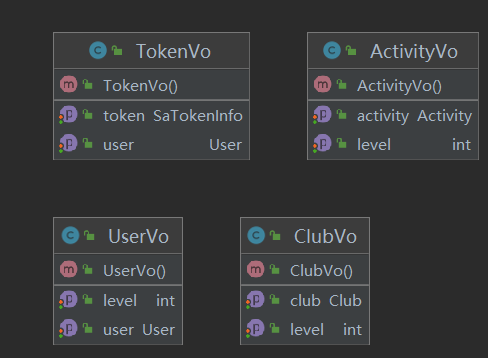 TokenVo
TokenVo()
token SaTokenInfo
user User
ActivityVo
ActivityVo()
activity Activity
level int
UserVo
UserVo()
level int
user User
ClubVo
ClubVo()
club Club
level int